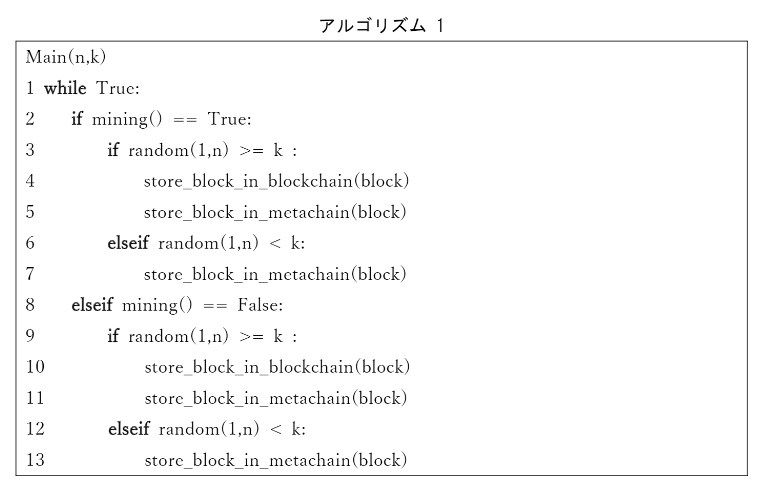 アルゴリズム 1
Main(n,k)
1 while True:
2 if mining() == True:
3 if random(1,n) >= k :
4 store_block_in_blockchain(block)
5 store_block_in_metachain(block)
6 elseif random(1,n) < k:
7 store_block_in_metachain(block)
8 elseif mining() == False:
9 if random(1,n) >= k :
10 store_block_in_blockchain(block)
11 store_block_in_metachain(block)
12 elseif random(1,n) < k:
13 store_block_in_metachain(block)